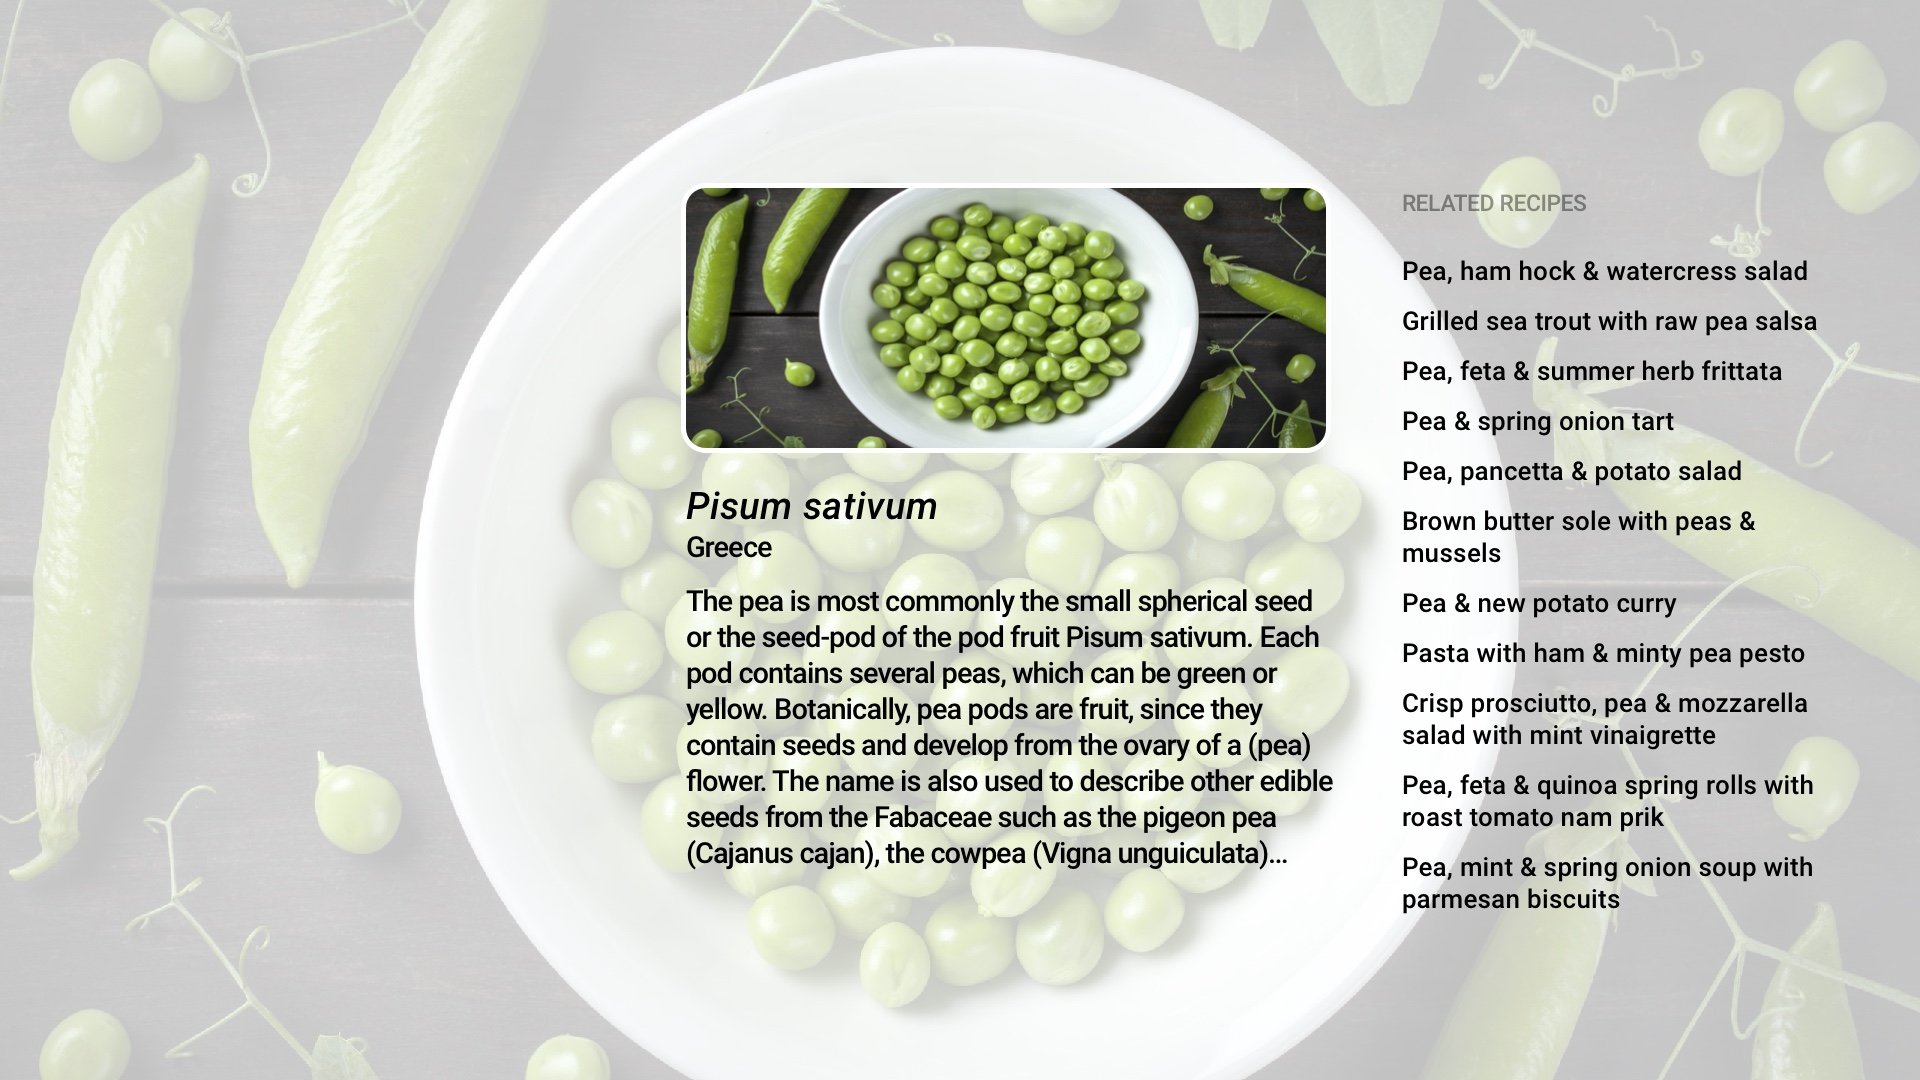 Pisum sativum
Greece
The pea is most commonly the small spherical seed
or the seed-pod of the pod fruit Pisum sativum. Each
pod contains several peas, which can be green or
yellow. Botanically, pea pods are fruit, since they
contain seeds and develop from the ovary of a (pea)
flower. The name is also used to describe other edible
seeds from the Fabaceae such as the pigeon pea
(Cajanus cajan), the cowpea (Vigna unguiculata)...
RELATED RECIPES
Pea, ham hock & watercress salad
Grilled sea trout with raw pea salsa
Pea, feta & summer herb frittata
Pea & spring onion tart
Pea, pancetta & potato salad
Brown butter sole with peas &
mussels
Pea & new potato curry
Pasta with ham & minty pea pesto
Crisp prosciutto, pea & mozzarella
salad with mint vinaigrette
Pea, feta & quinoa spring rolls with
roast tomato nam prik
Pea, mint & spring onion soup with
parmesan biscuits